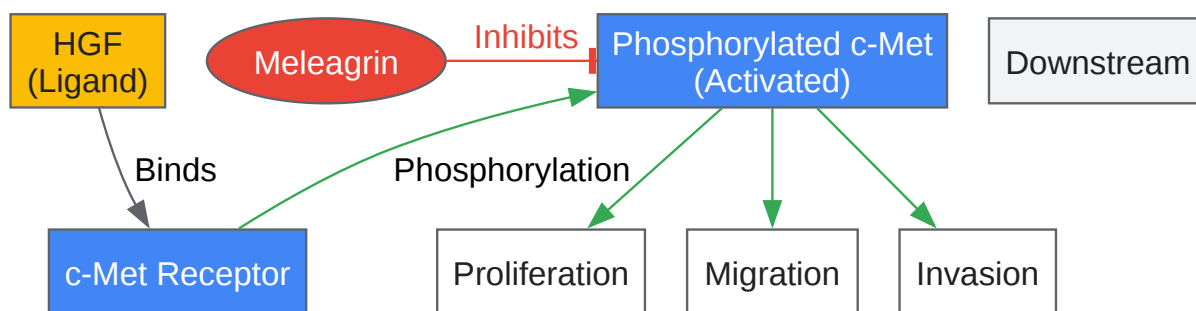 HGF
(Ligand)
Meleagrin
Inhibits
Phosphorylated c-Met
(Activated)
Downstream
Binds
Phosphorylation
c-Met Receptor
Proliferation
Migration
Invasion